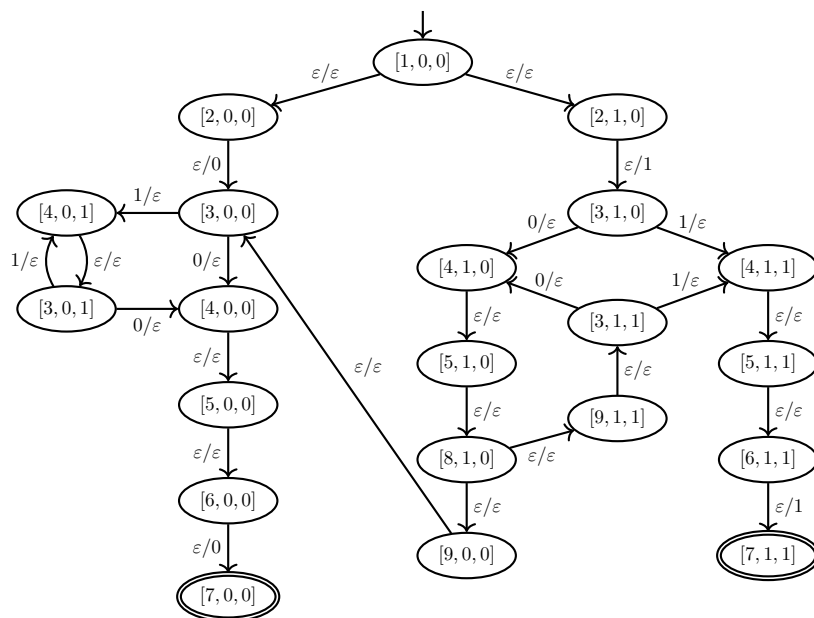 [1, 0, 0]
ε/ε
ε/ε
[2, 0, 0]
[2, 1, 0]
ε/0
ε/1
[4, 0, 1]
1/ε
[3, 0, 0]
[3, 1, 0]
0/ε
1/ε
1/ε
ε/ε
0/ε
[4, 1, 0]
0/ε
1/ε
[4, 1, 1]
[3, 0, 1]
0/ε
[4, 0, 0]
[3, 1, 1]
ε/ε
ε/ε
ε/ε
[5, 1, 0]
ε/ε
ε/ε
[5, 1, 1]
[5, 0, 0]
[9, 1, 1]
ε/ε
ε/ε
ε/ε
[8, 1, 0]
ε/ε
[6, 1, 1]
[6, 0, 0]
ε/ε
ε/1
ε/0
[9, 0, 0]
[7, 1, 1]
[7, 0, 0]